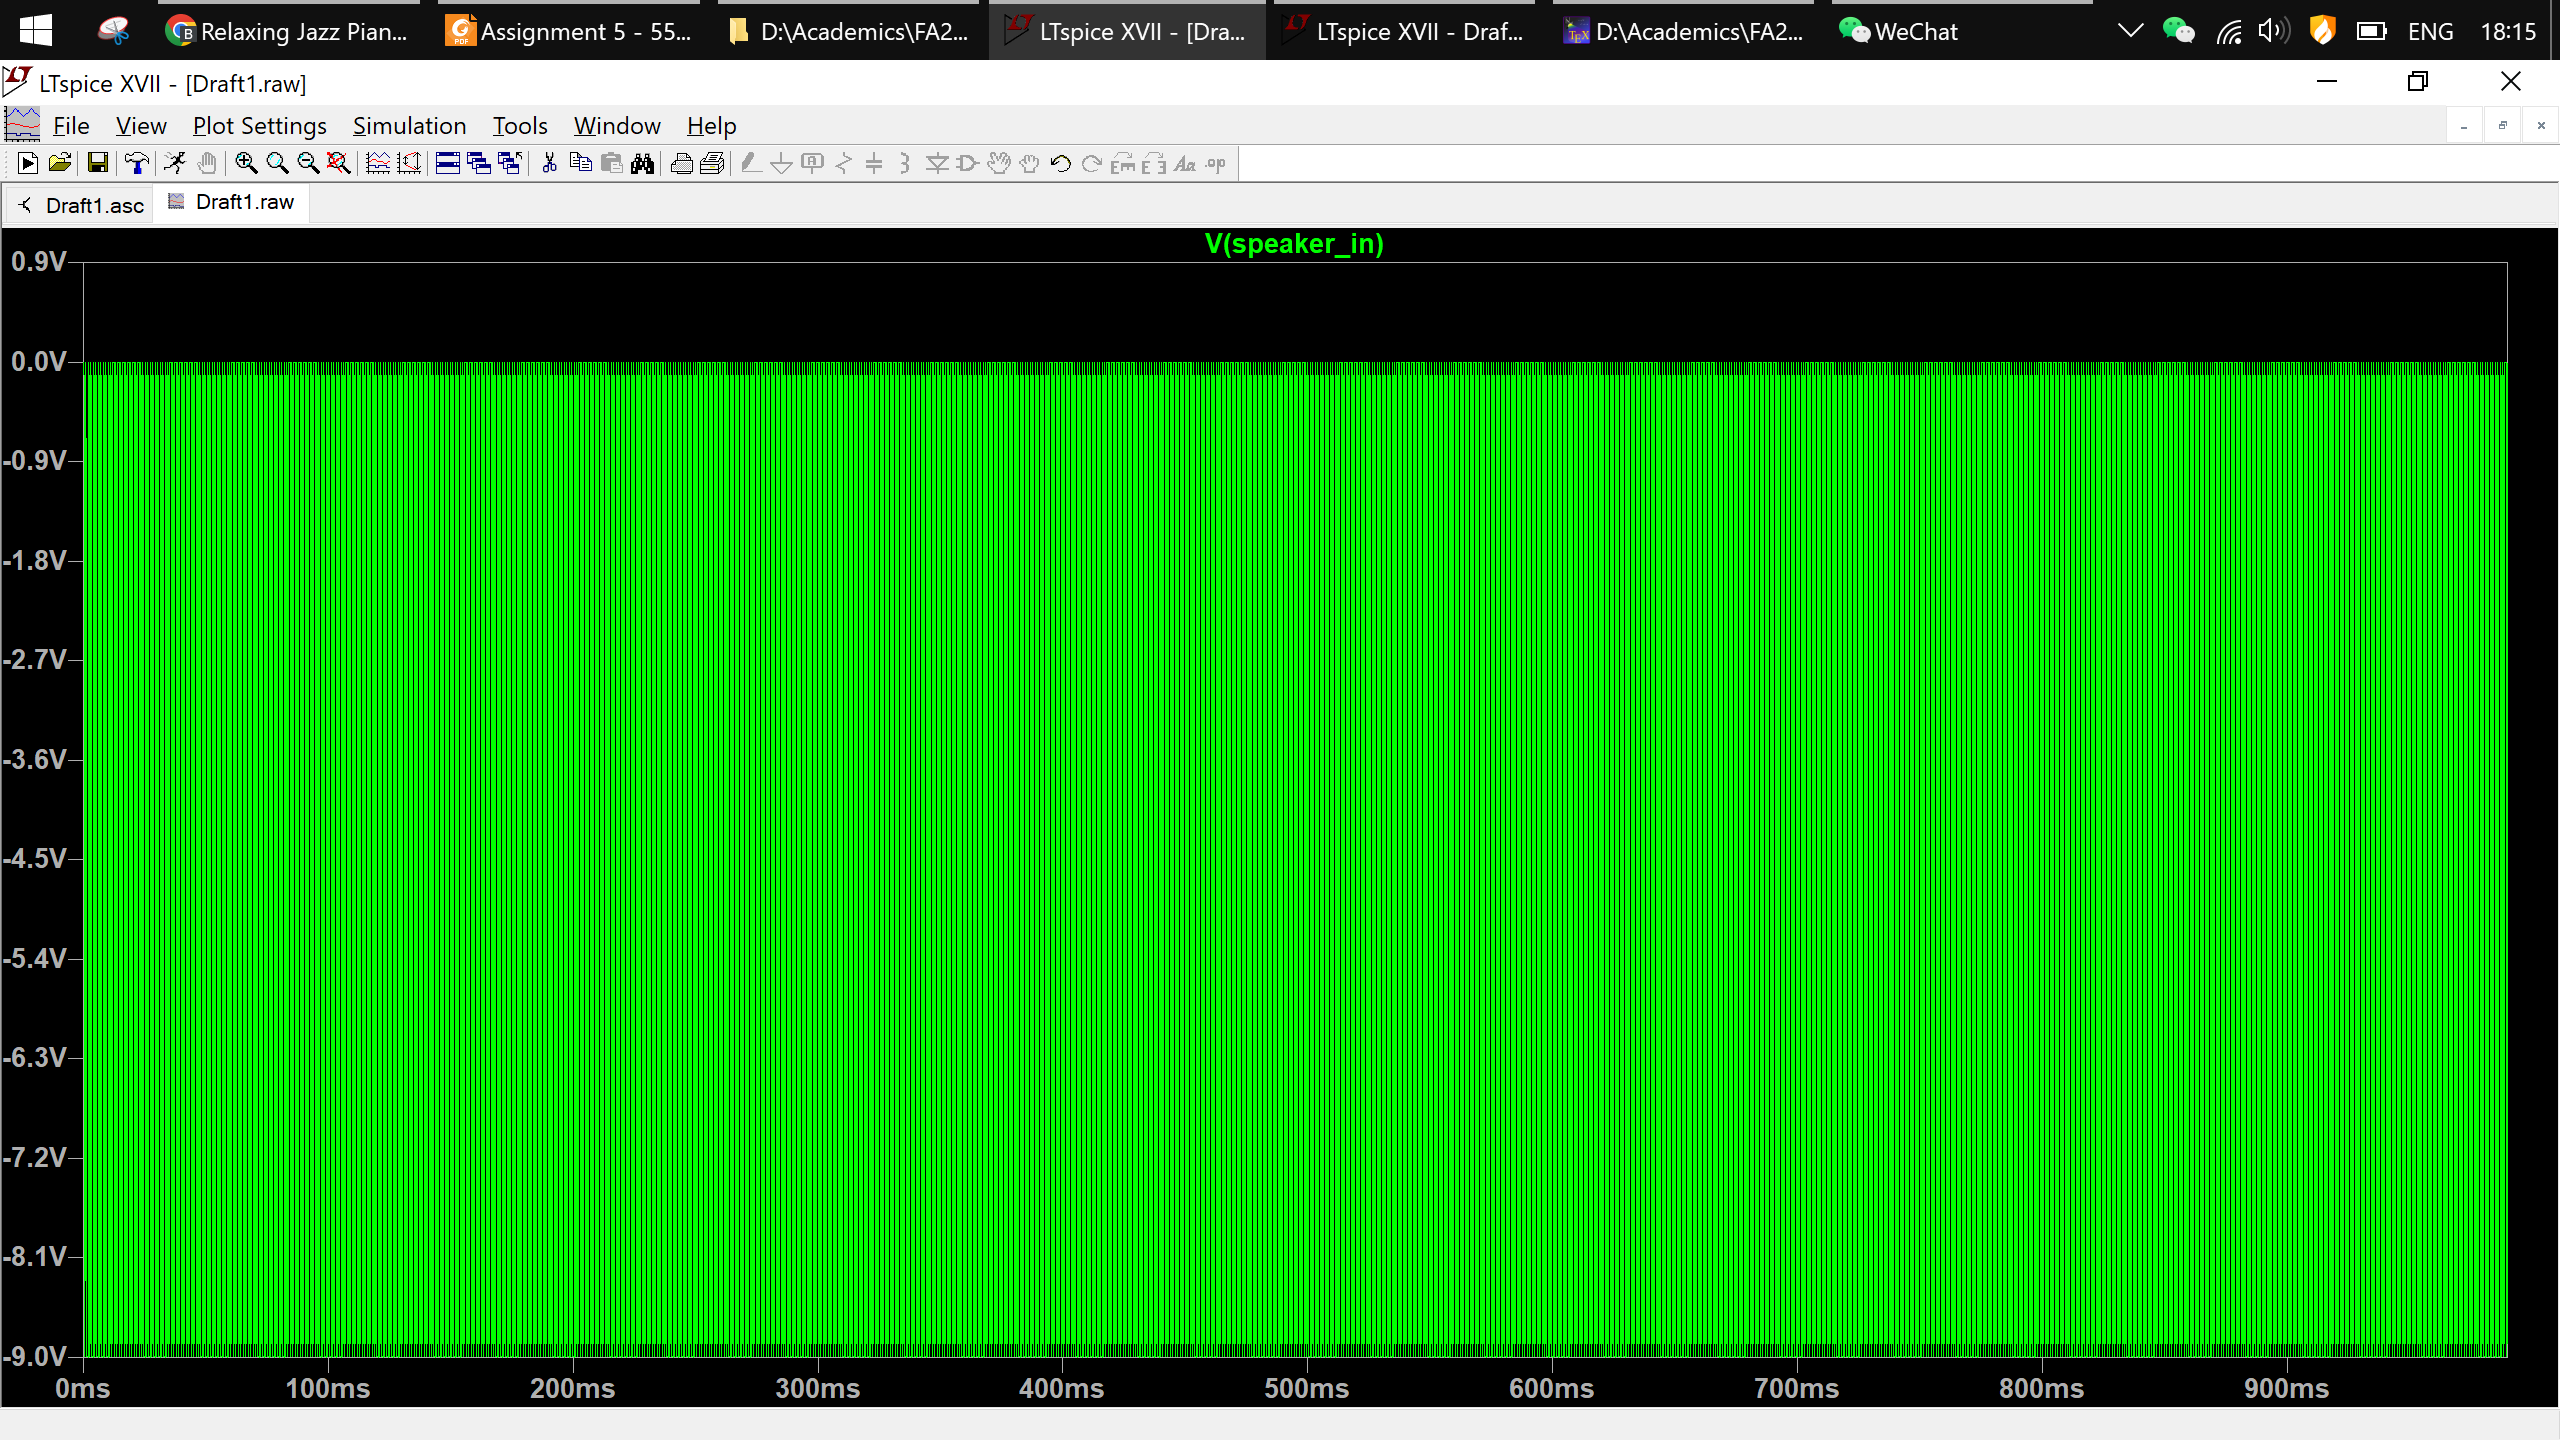 Relaxing Jazz Pian... Assignment 5 - 55... D:\Academics\FA2... LTspice XVII - [Dra... LTspice XVII - Draf... D:\Academics\FA2... WeChat ENG 18:15
LTspice XVII - [Draft1.raw]
File View Plot Settings Simulation Tools Window Help
Draft1.asc Draft1.raw
V(speaker_in)
0.9V
0.0V
-0.9V
-1.8V
-2.7V
-3.6V
-4.5V
-5.4V
-6.3V
-7.2V
-8.1V
-9.0V
0ms 100ms 200ms 300ms 400ms 500ms 600ms 700ms 800ms 900ms